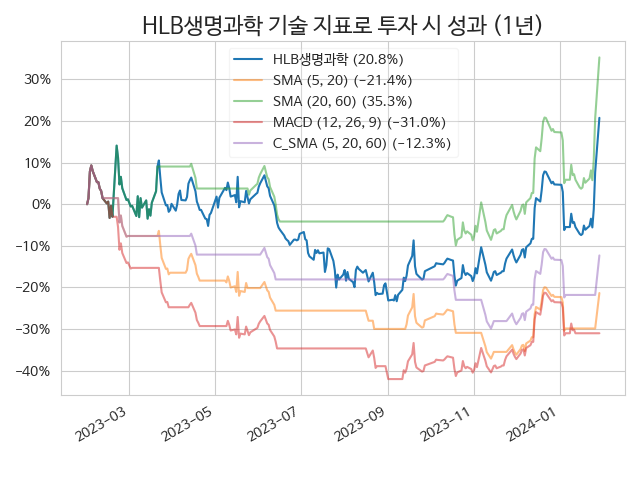 HLB생명과학 기술 지표로 투자 시 성과 (1년)
HLB생명과학 (20.8%)
SMA (5, 20) (−21.4%)
SMA (20, 60) (35.3%)
MACD (12, 26, 9) (−31.0%)
C_SMA (5, 20, 60) (−12.3%)
30%
20%
10%
0%
−10%
−20%
−30%
−40%
2023−03
2023−05
2023−07
2023−09
2023−11
2024−01